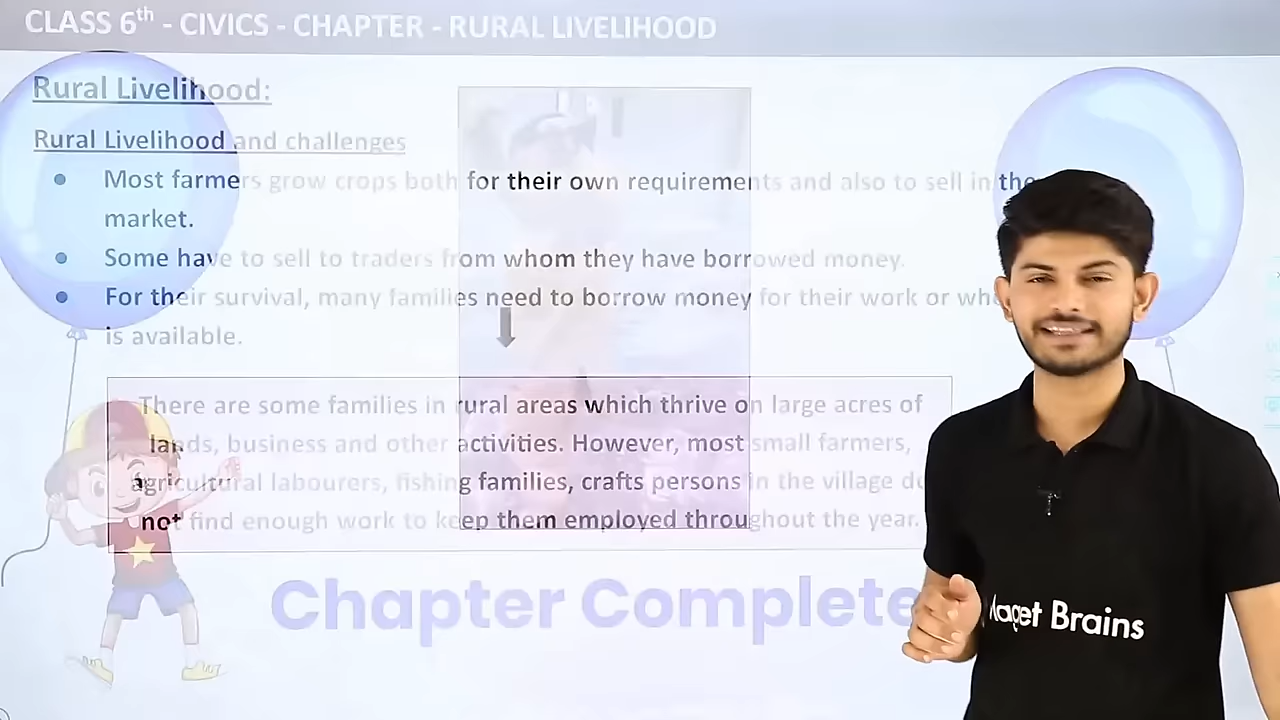 CLASS 6th - CIVICS - CHAPTER - RURAL LIVELIHOOD
Rural Livelihood:
Rural Livelihood and challenges
• Most farmers grow crops both for their own requirements and also to sell in the
market.
• Some have to sell to traders from whom they have borrowed money.
• For their survival, many families need to borrow money for their work or
is available.
There are some families in rural areas which thrive on large acres of
lands, business and other activities. However, most small farmers,
agricultural labourers, fishing families, crafts persons in the village
not find enough work to keep them employed throughout the year.
Chapter Complete
Brains